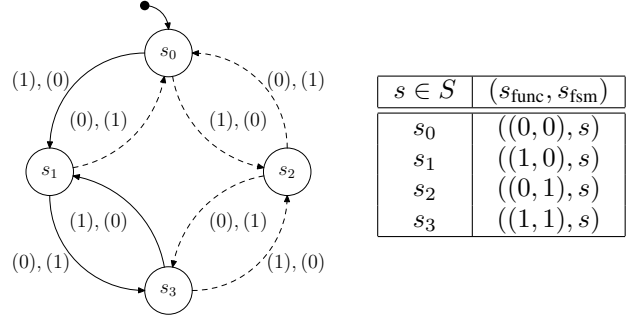 s0
(1), (0)
(0), (1)
(0), (1)
(1), (0)
s1
s2
(1), (0)
(0), (1)
(0), (1)
(1), (0)
s3
s ∈ S (s_func, s_fsm)
s0 ((0, 0), s)
s1 ((1, 0), s)
s2 ((0, 1), s)
s3 ((1, 1), s)